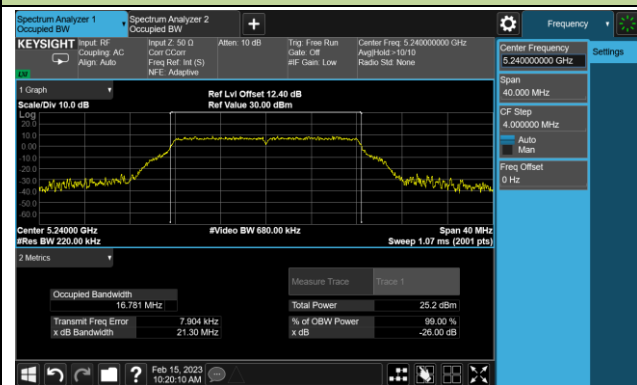 Spectrum Analyzer 1
Occupied BW
Spectrum Analyzer 2
Occupied BW
+
Frequency
KEYSIGHT
Input: RF
Coupling: AC
Align: Auto
Input Z: 50 Ω
Corr CCorr
Freq Ref: Int (S)
NFE: Adaptive
Atten: 10 dB
Trig: Free Run
Gate: Off
#IF Gain: Low
Center Freq: 5.240000000 GHz
Avg|Hold:>10/10
Radio Std: None
Center Frequency
5.240000000 GHz
Settings
Span
40.000 MHz
CF Step
4.000000 MHz
Auto
Man
Freq Offset
0 Hz
1 Graph
Scale/Div 10.0 dB
Ref Lvl Offset 12.40 dB
Ref Value 30.00 dBm
Log
20.0
10.0
0.00
-10.0
-20.0
-30.0
-40.0
-50.0
-60.0
Center 5.24000 GHz
#Res BW 220.00 kHz
#Video BW 680.00 kHz
Span 40 MHz
Sweep 1.07 ms (2001 pts)
2 Metrics
Measure Trace
Trace 1
Occupied Bandwidth
16.781 MHz
Total Power
25.2 dBm
Transmit Freq Error
7.904 kHz
% of OBW Power
99.00 %
x dB Bandwidth
21.30 MHz
x dB
-26.00 dB
?
Feb 15, 2023
10:20:10 AM